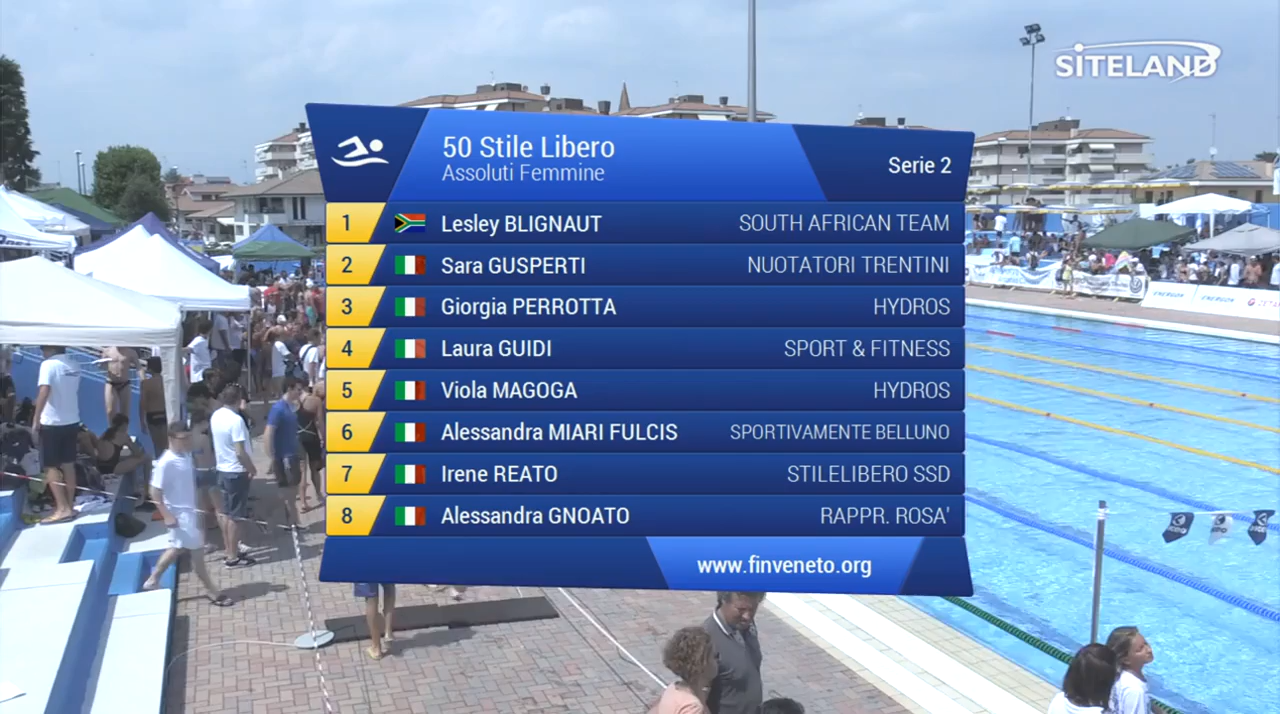 SITELAND
50 Stile Libero
Assoluti Femmine
Serie 2
1 Lesley BLIGNAUT SOUTH AFRICAN TEAM
2 Sara GUSPERTI NUOTATORI TRENTINI
3 Giorgia PERROTTA HYDROS
4 Laura GUIDI SPORT & FITNESS
5 Viola MAGOGA HYDROS
6 Alessandra MIARI FULCIS SPORTIVAMENTE BELLUNO
7 Irene REATO STILELIBERO SSD
8 Alessandra GNOATO RAPPR. ROSA'
www.finveneto.org